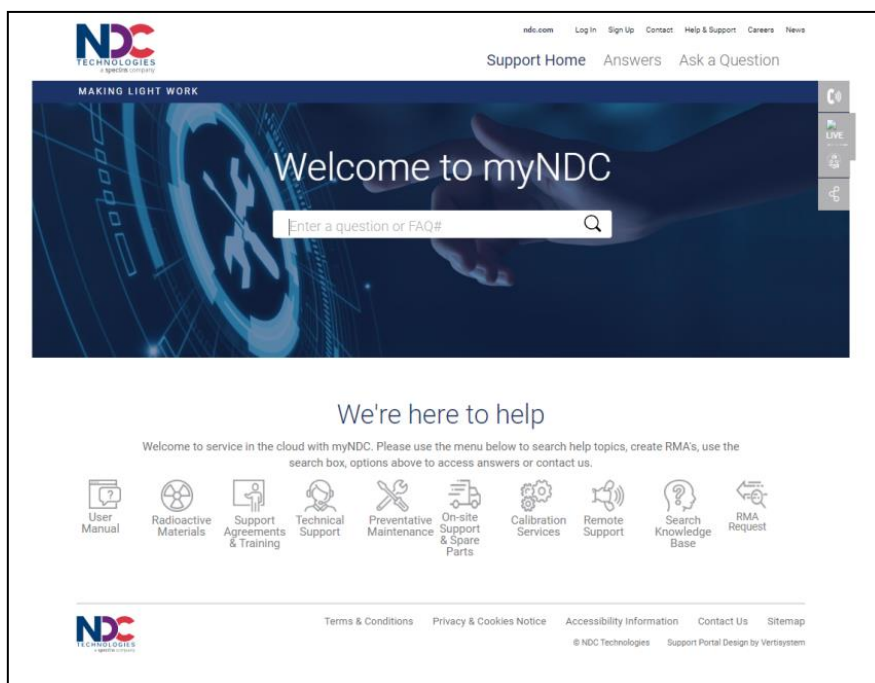 NDC
TECHNOLOGIES
a spectris company
ndc.com Log In Sign Up Contact Help & Support Careers News
Support Home Answers Ask a Question
MAKING LIGHT WORK
LIVE
Welcome to myNDC
Enter a question or FAQ#
We're here to help
Welcome to service in the cloud with myNDC. Please use the menu below to search help topics, create RMA's, use the
search box, options above to access answers or contact us.
User
Manual
Radioactive
Materials
Support
Agreements
& Training
Technical
Support
Preventative
Maintenance
On-site
Support
& Spare
Parts
Calibration
Services
Remote
Support
Search
Knowledge
Base
RMA
Request
NDC
TECHNOLOGIES
a spectris company
Terms & Conditions Privacy & Cookies Notice Accessibility Information Contact Us Sitemap
© NDC Technologies Support Portal Design by Vertisystem